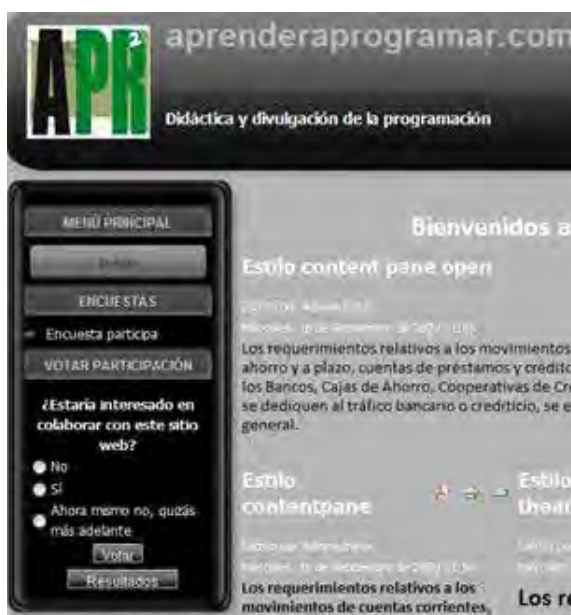 APR2
aprenderaprogramar.com
Didáctica y divulgación de la programación
MENÚ PRINCIPAL
ENCUESTAS
Encuesta participa
VOTAR PARTICIPACIÓN
¿Estaría interesado en
colaborar con este sitio
web?
No
Sí
Ahora mismo no, quizás
más adelante
Votar
Resultados
Bienvenidos a
Estilo content pane open
Los requerimientos relativos a los movimientos
ahorro y a plazo, cuentas de préstamos y crédito
los Bancos, Cajas de Ahorro, Cooperativas de Cré
se dediquen al tráfico bancario o crediticio, se e
general.
Estilo
contentpane
Los requerimientos relativos a los
movimientos de cuentas corrientes,
Estilo
thead
Los re